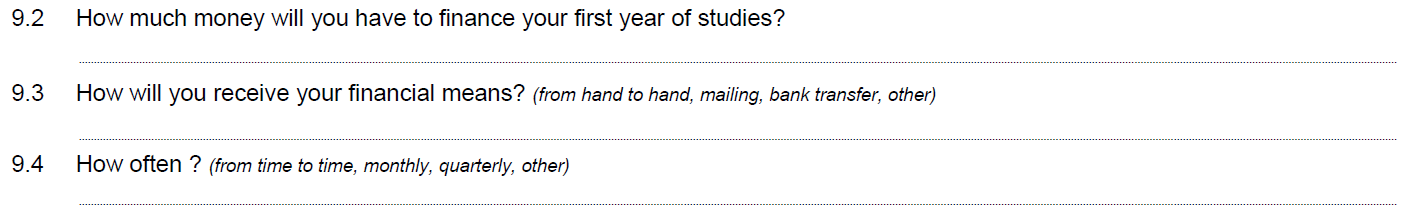 9.2 How much money will you have to finance your first year of studies?
9.3 How will you receive your financial means? (from hand to hand, mailing, bank transfer, other)
9.4 How often ? (from time to time, monthly, quarterly, other)